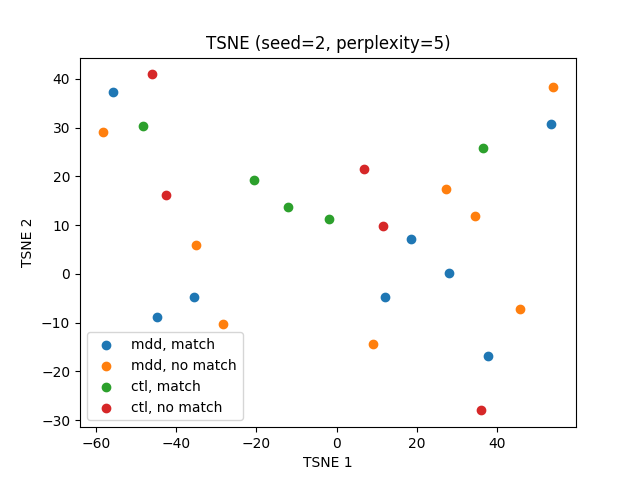 TSNE (seed=2, perplexity=5)
40
30
20
10
0
−10
−20
−30
TSNE 2
mdd, match
mdd, no match
ctl, match
ctl, no match
−60
−40
−20
0
20
40
TSNE 1